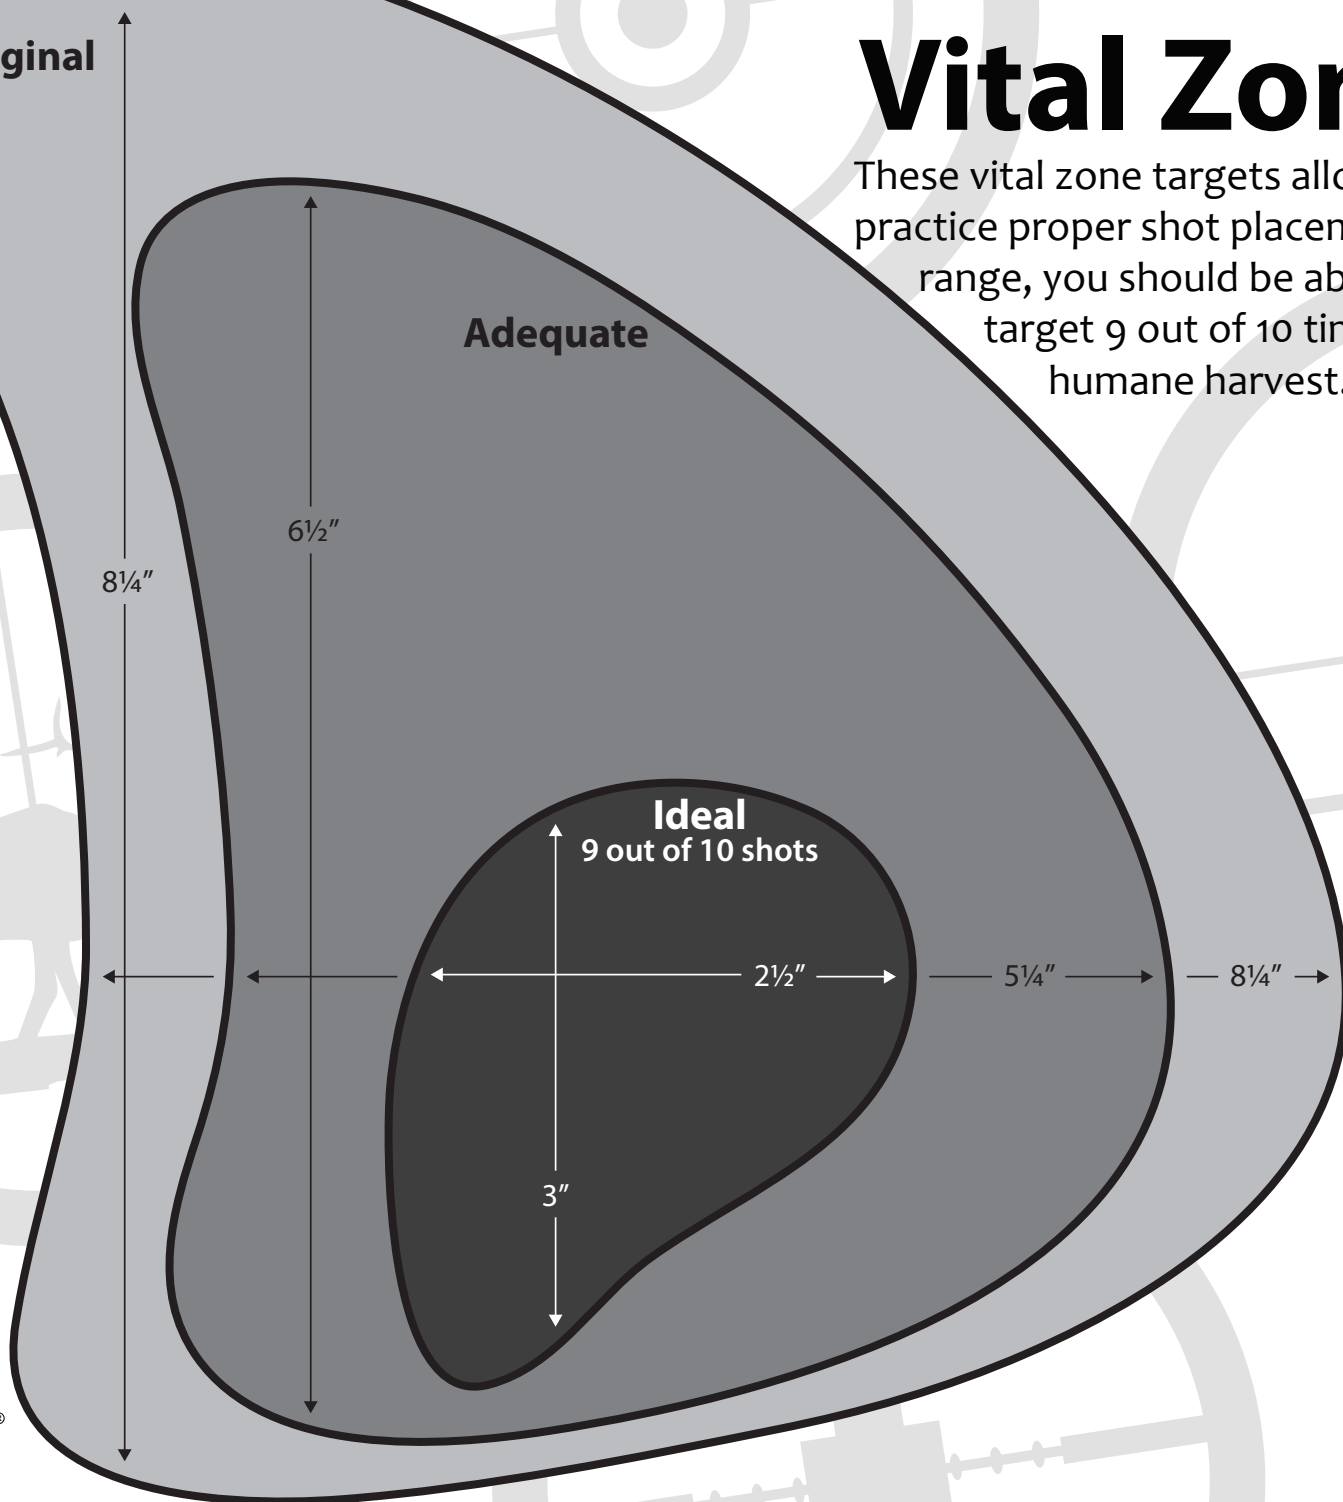 ginal
Vital Zon
These vital zone targets allo
practice proper shot placem
range, you should be ab
target 9 out of 10 tim
humane harvest.
Adequate
6½”
8¼”
Ideal
9 out of 10 shots
2½”
5¼”
8¼”
3”
®